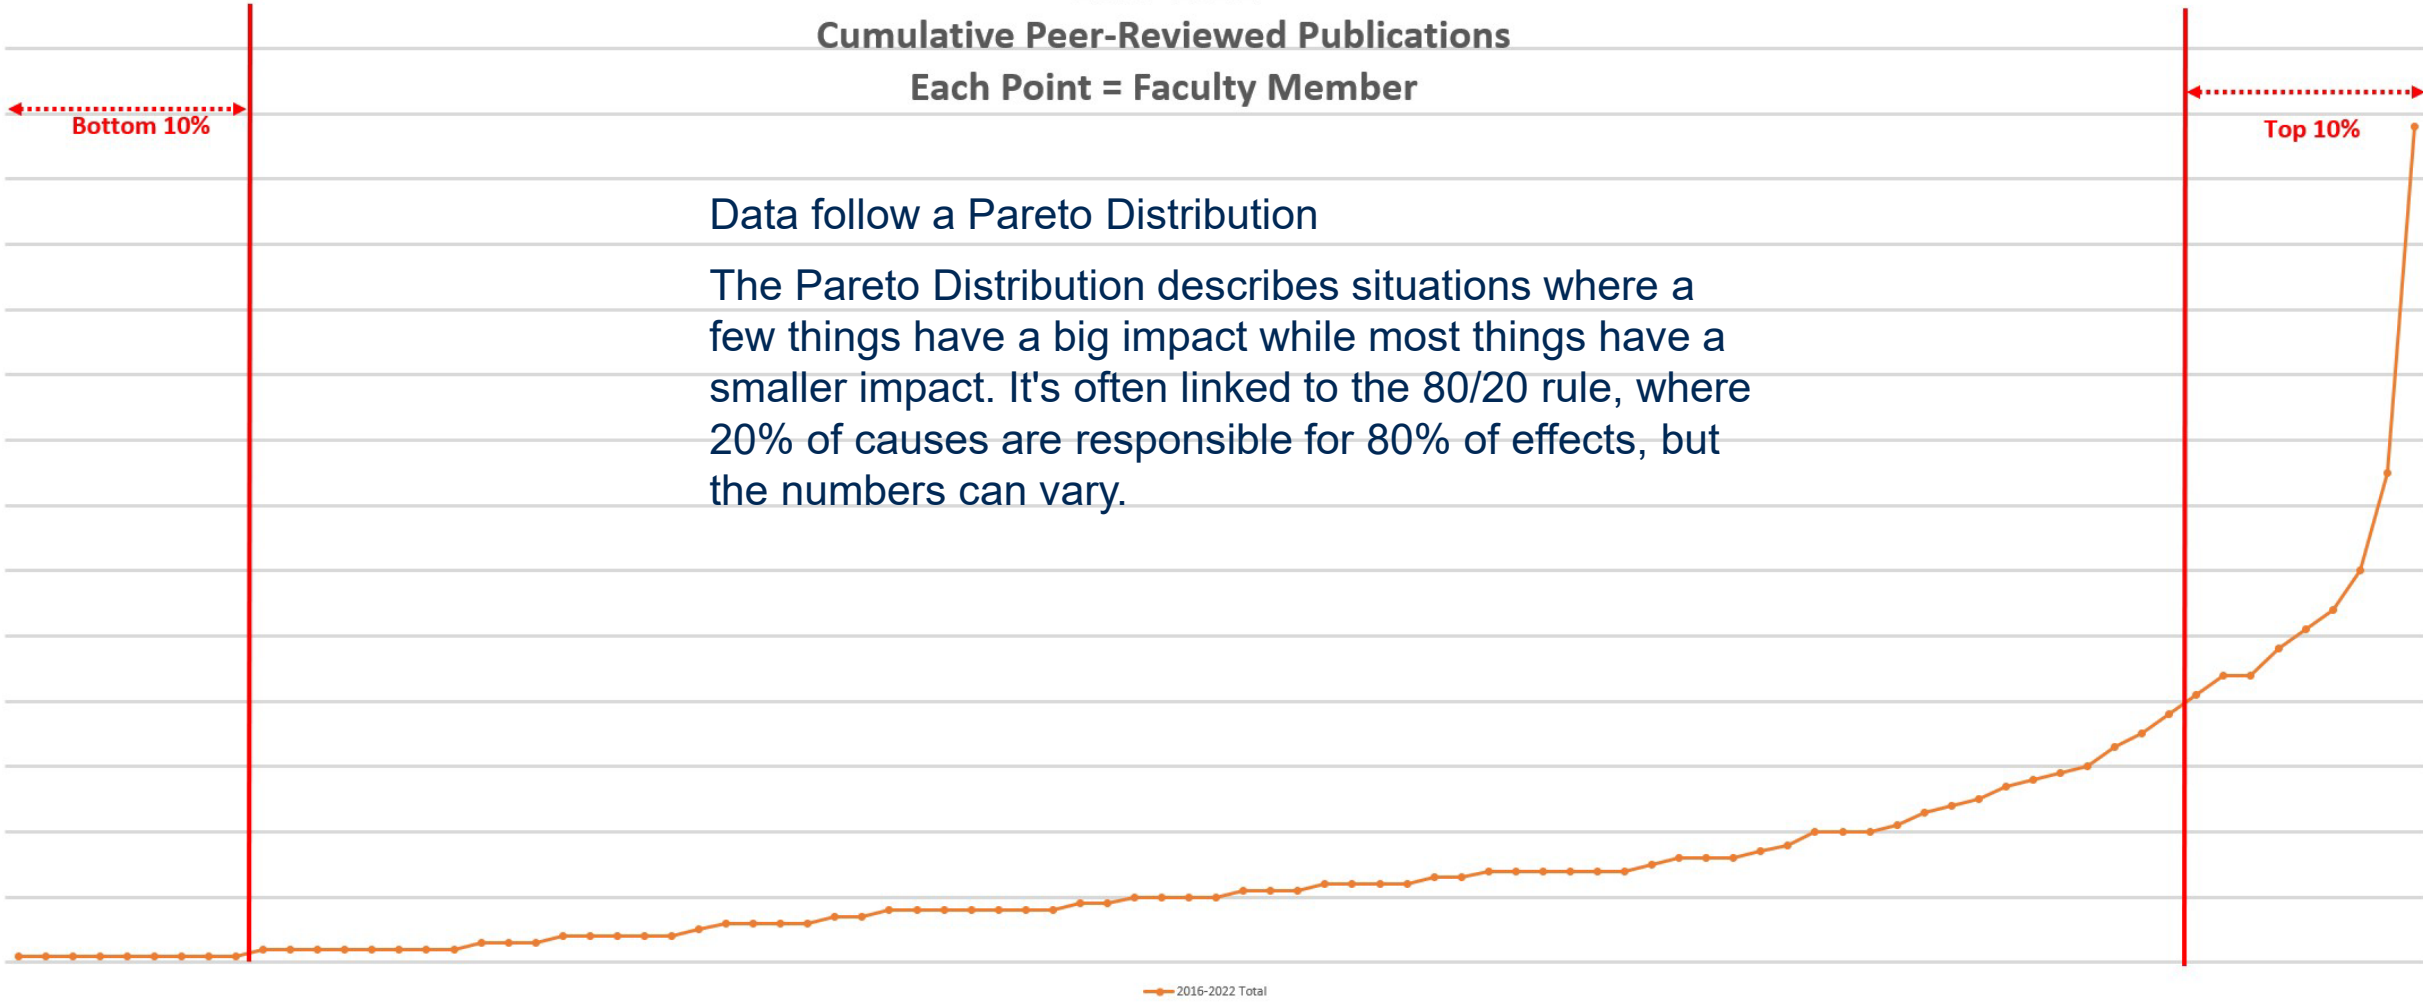 Cumulative Peer-Reviewed Publications
Each Point = Faculty Member
Bottom 10%
Top 10%
Data follow a Pareto Distribution
The Pareto Distribution describes situations where a
few things have a big impact while most things have a
smaller impact. It's often linked to the 80/20 rule, where
20% of causes are responsible for 80% of effects, but
the numbers can vary.
2016-2022 Total